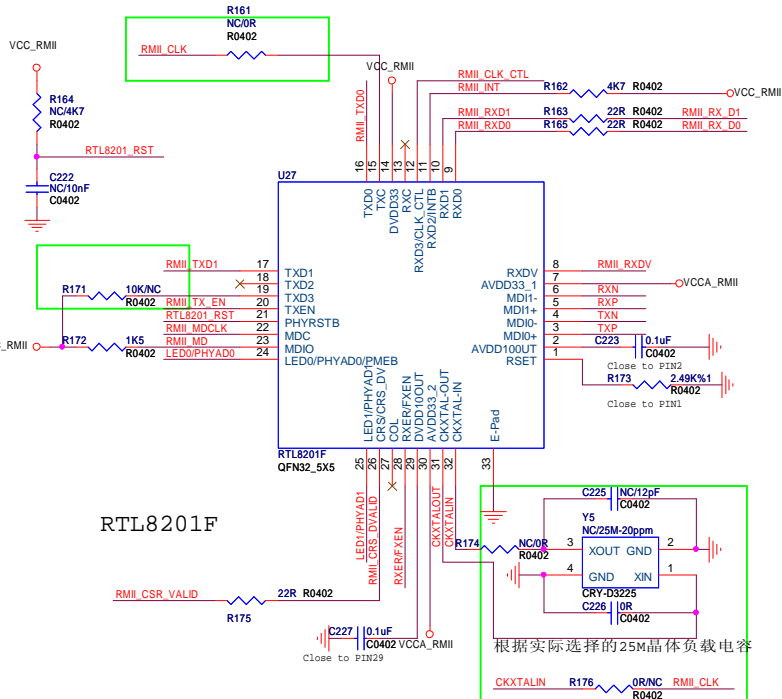 R161
NC/0R
R0402
RMII_CLK
VCC_RMII
R164
NC/4K7
R0402
RTL8201_RST
C222
NC/10nF
C0402
VCC_RMII
RMII_TXD0
RMII_CLK_CTL
RMII_INT
R162
4K7
R0402
VCC_RMII
RMII_RXD1
R163
22R
R0402
RMII_RX_D1
RMII_RXD0
R165
22R
R0402
RMII_RX_D0
16
15
14
13
12
11
10
9
U27
TXD0
TXC
DVDD33
RXC
RXD3/CLK_CTL
RXD2/INTB
RXD1
RXD0
RMII_TXD1
17
TXD1
18
TXD2
R171
10K/NC
R0402
19
TXD3
RMII_TX_EN
20
TXEN
RTL8201_RST
21
PHYRSTB
RMII_MDCLK
22
MDC
_RMII
R172
1K5
R0402
RMII_MD
23
MDIO
LED0/PHYAD0
24
LED0/PHYAD0/PMEB
RXDV
8
RMII_RXDV
AVDD33_1
7
VCCA_RMII
MDI1-
6
RXN
MDI1+
5
RXP
MDI0-
4
TXN
MDI0+
3
TXP
AVDD100UT
2
C223
0.1uF
C0402
Close to PIN2
RSET
1
R173
2.49K%1
R0402
Close to PIN1
LED1/PHYAD1
CRS/CRS_DV
COL
RXER/FXEN
DVDD10OUT
AVDD33_2
CKXTAL-OUT
CKXTAL-IN
E-Pad
RTL8201F
QFN32_5X5
25
26
27
28
29
30
31
32
33
LED1/PHYAD1
RMII_CRS_DVALID
RXER/FXEN
CKXTALOUT
CKXTALIN
RTL8201F
RMII_CSR_VALID
R175
22R
R0402
C227
0.1uF
C0402
Close to PIN29
VCCA_RMII
C225
NC/12pF
C0402
Y5
NC/25M-20ppm
R174
NC/0R
R0402
3
XOUT
GND
2
4
GND
XIN
1
CRY-D3225
C226
0R
C0402
根据实际选择的25M晶体负载电容
CKXTALIN
R176
0R/NC
R0402
RMII_CLK